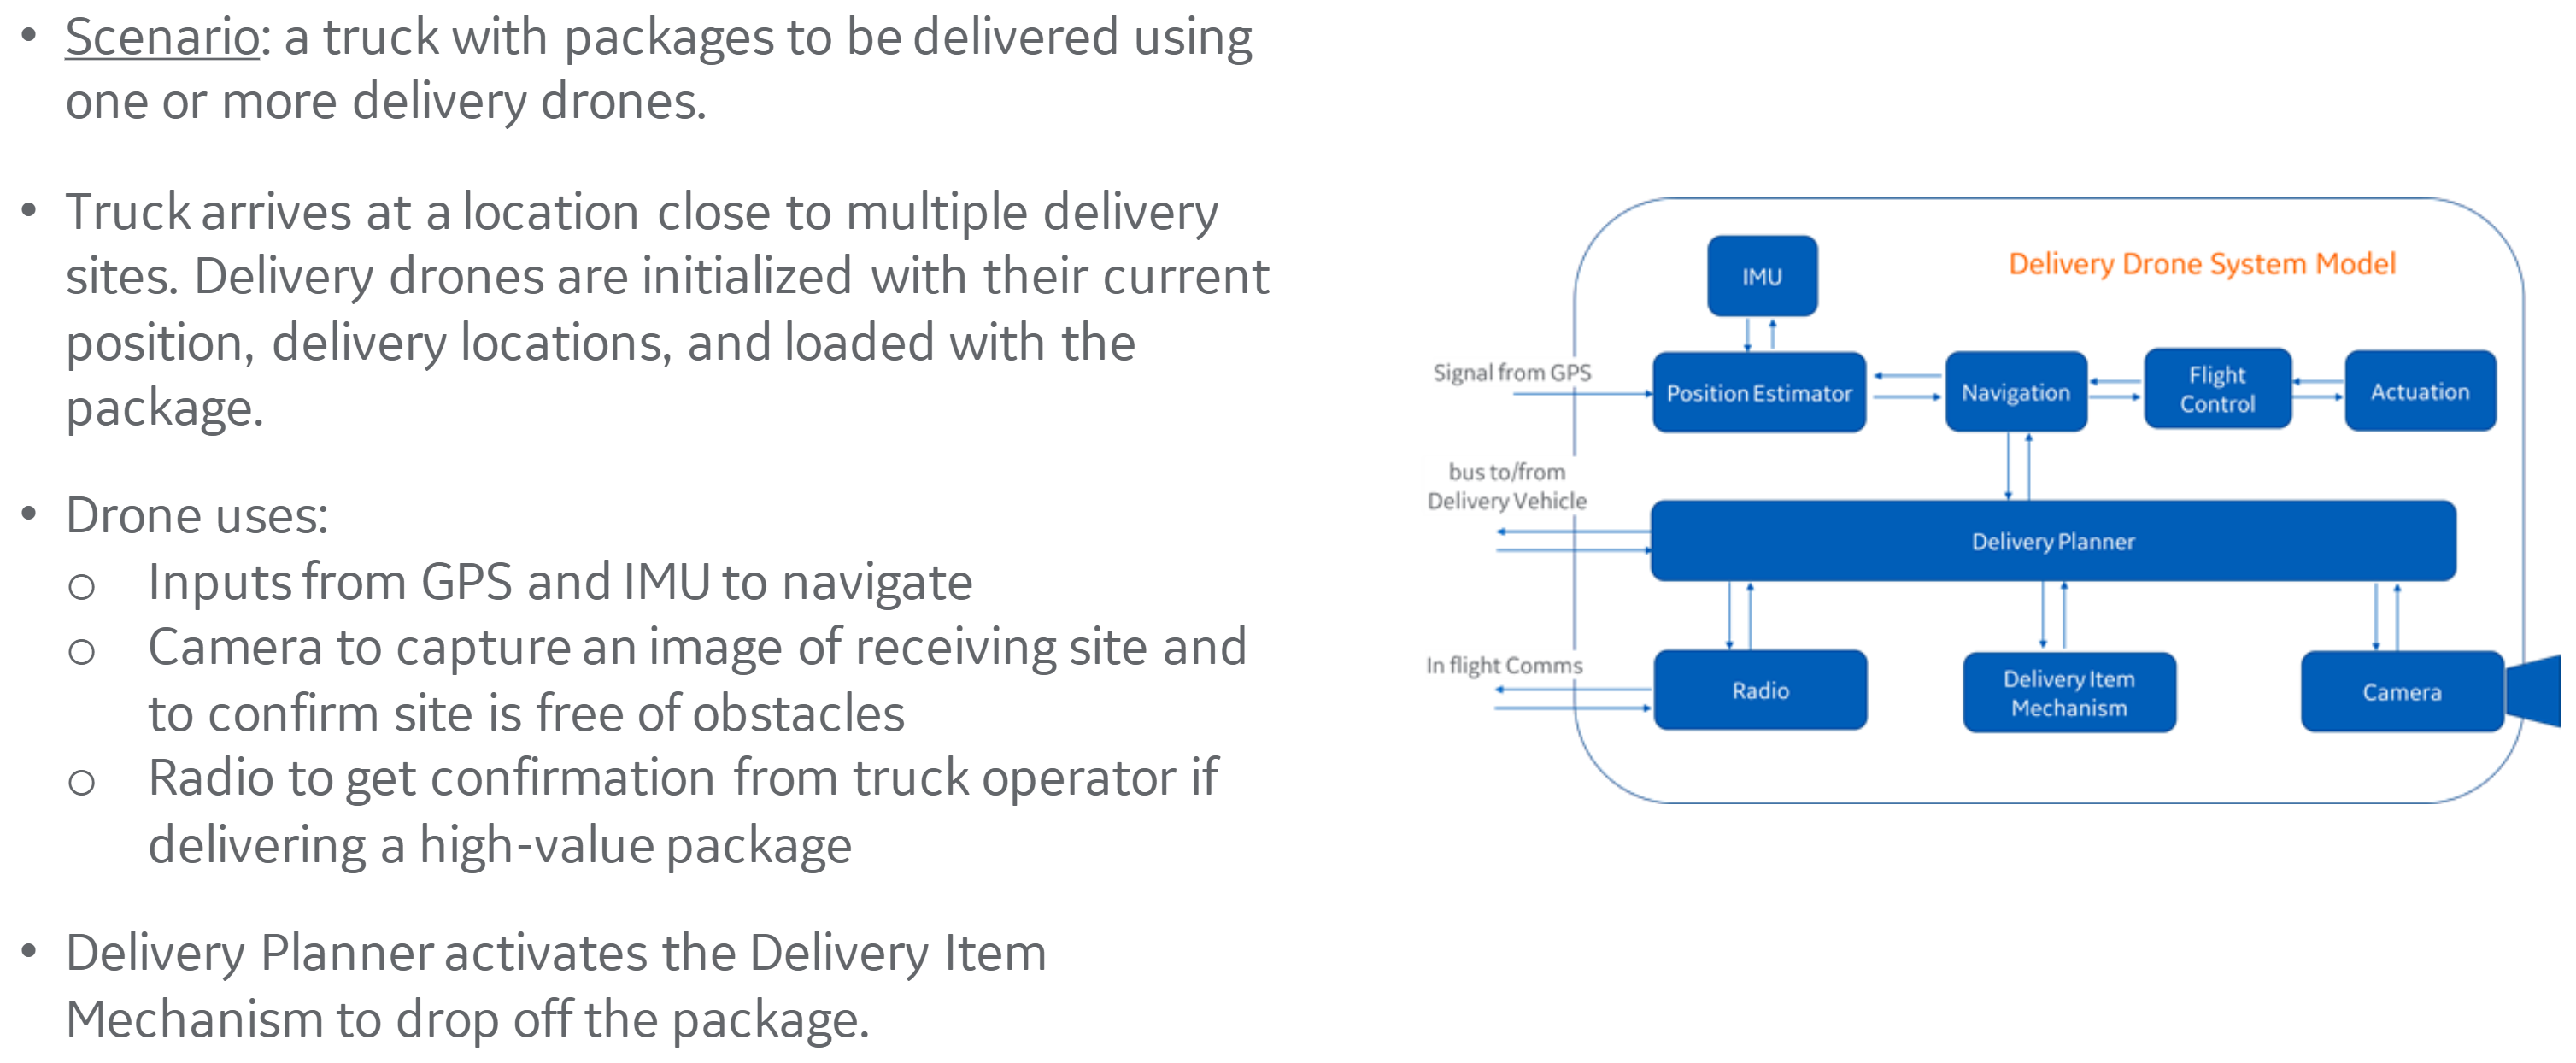 • Scenario: a truck with packages to be delivered using
one or more delivery drones.
• Truck arrives at a location close to multiple delivery
sites. Delivery drones are initialized with their current
position, delivery locations, and loaded with the
package.
• Drone uses:
o Inputs from GPS and IMU to navigate
o Camera to capture an image of receiving site and
to confirm site is free of obstacles
o Radio to get confirmation from truck operator if
delivering a high-value package
• Delivery Planner activates the Delivery Item
Mechanism to drop off the package.
Delivery Drone System Model
IMU
Signal from GPS
Position Estimator
Navigation
Flight
Control
Actuation
bus to/from
Delivery Vehicle
Delivery Planner
In flight Comms
Radio
Delivery Item
Mechanism
Camera